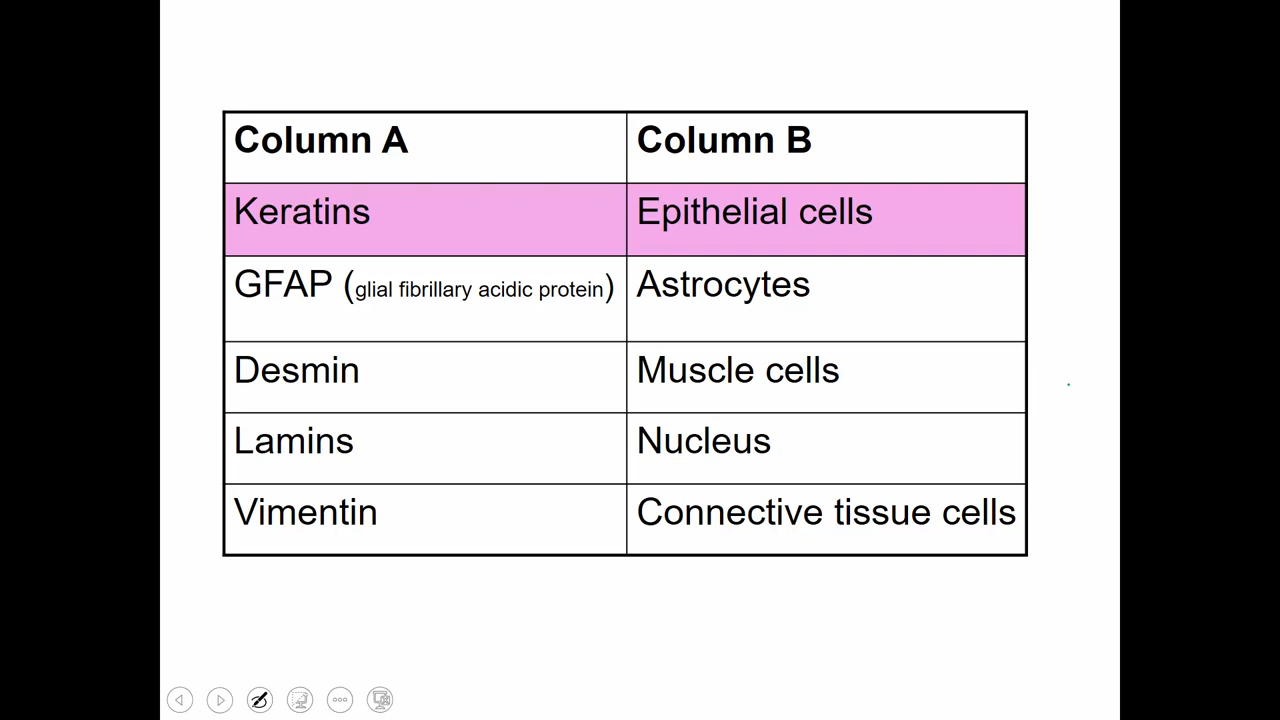 Column A
Column B
Keratins
Epithelial cells
GFAP (glial fibrillary acidic protein)
Astrocytes
Desmin
Muscle cells
Lamins
Nucleus
Vimentin
Connective tissue cells